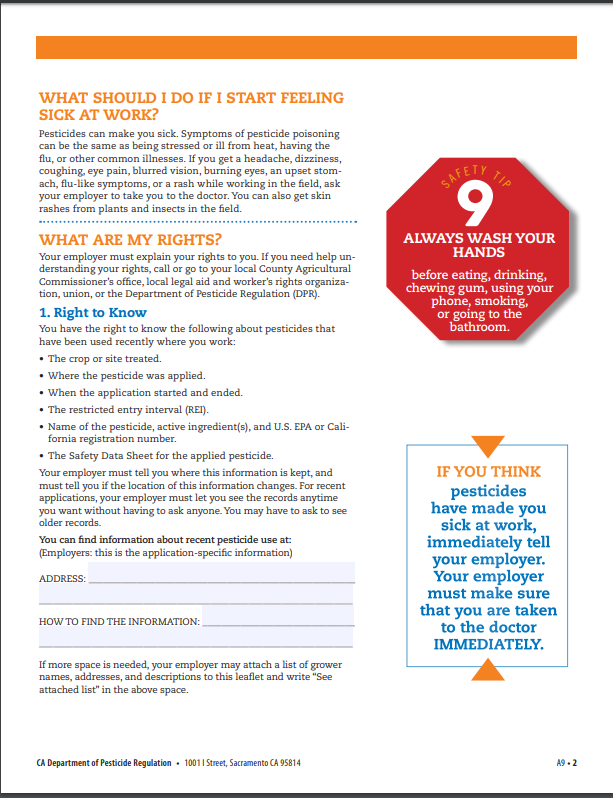 WHAT SHOULD I DO IF I START FEELING
SICK AT WORK?
Pesticides can make you sick. Symptoms of pesticide poisoning
can be the same as being stressed or ill from heat, having the
flu, or other common illnesses. If you get a headache, dizziness,
coughing, eye pain, blurred vision, burning eyes, an upset stom-
ach, flu-like symptoms, or a rash while working in the field, ask
your employer to take you to the doctor. You can also get skin
rashes from plants and insects in the field.
WHAT ARE MY RIGHTS?
Your employer must explain your rights to you. If you need help un-
derstanding your rights, call or go to your local County Agricultural
Commissioner's office, local legal aid and worker's rights organiza-
tion, union, or the Department of Pesticide Regulation (DPR).
1. Right to Know
You have the right to know the following about pesticides that
have been used recently where you work:
• The crop or site treated.
• Where the pesticide was applied.
• When the application started and ended.
• The restricted entry interval (REI).
• Name of the pesticide, active ingredient(s), and U.S. EPA or Cali-
fornia registration number.
• The Safety Data Sheet for the applied pesticide.
Your employer must tell you where this information is kept, and
must tell you if the location of this information changes. For recent
applications, your employer must let you see the records anytime
you want without having to ask anyone. You may have to ask to see
older records.
You can find information about recent pesticide use at:
(Employers: this is the application-specific information)
ADDRESS:
HOW TO FIND THE INFORMATION:
If more space is needed, your employer may attach a list of grower
names, addresses, and descriptions to this leaflet and write "See
attached list" in the above space.
SAFETY TIP
9
ALWAYS WASH YOUR
HANDS
before eating, drinking,
chewing gum, using your
phone, smoking,
or going to the
bathroom.
IF YOU THINK
pesticides
have made you
sick at work,
immediately tell
your employer.
Your employer
must make sure
that you are taken
to the doctor
IMMEDIATELY.
CA Department of Pesticide Regulation • 1001 I Street, Sacramento CA 95814
A9 • 2